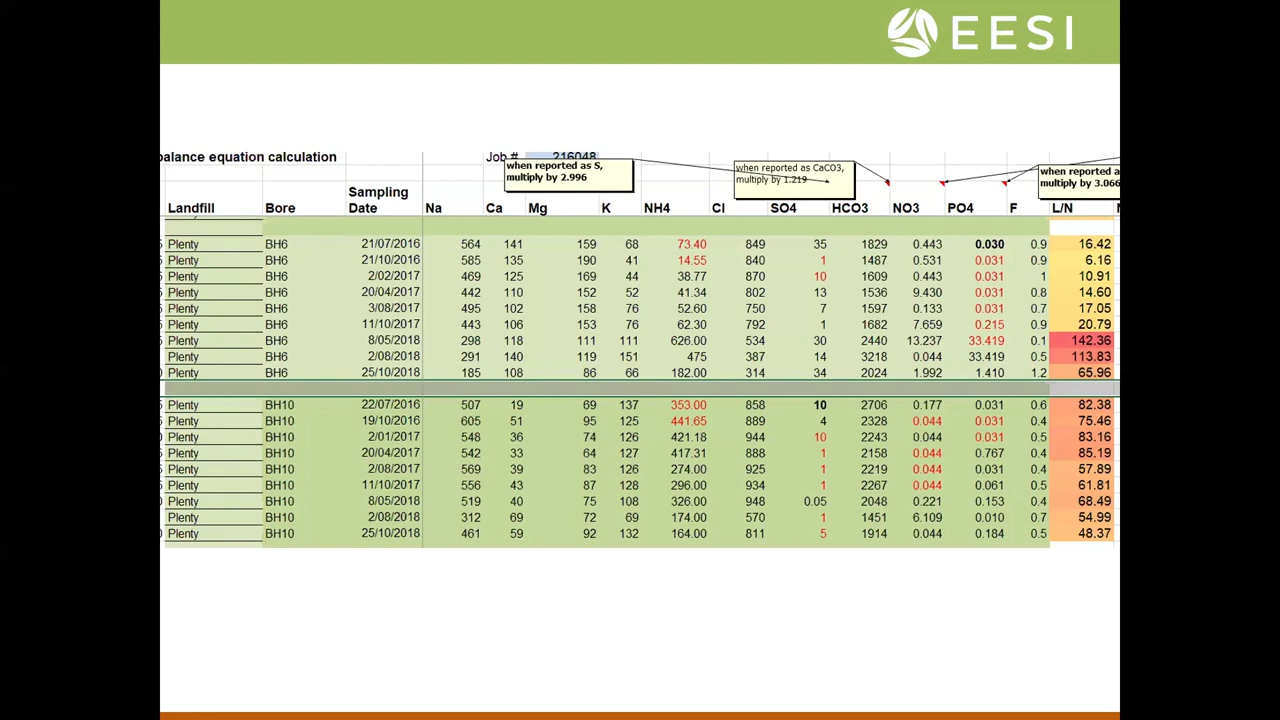 EESI
balance equation calculation Job # 216048
when reported as S, multiply by 2.996
when reported as CaCO3, multiply by 1.219
when reported a multiply by 3.066
Landfill Bore Sampling Date Na Ca Mg K NH4 Cl SO4 HCO3 NO3 PO4 F L/N
Plenty BH6 21/07/2016 564 141 159 68 73.40 849 35 1829 0.443 0.030 0.9 16.42
Plenty BH6 21/10/2016 585 135 190 41 14.55 840 1 1487 0.531 0.031 0.9 6.16
Plenty BH6 2/02/2017 469 125 169 44 38.77 870 10 1609 0.443 0.031 1 10.91
Plenty BH6 20/04/2017 442 110 152 52 41.34 802 13 1536 9.430 0.031 0.8 14.60
Plenty BH6 3/08/2017 495 102 158 76 52.60 750 7 1597 0.133 0.031 0.7 17.05
Plenty BH6 11/10/2017 443 106 153 76 62.30 792 1 1682 7.659 0.215 0.9 20.79
Plenty BH6 8/05/2018 298 118 111 111 626.00 534 30 2440 13.237 33.419 0.1 142.36
Plenty BH6 2/08/2018 291 140 119 151 475 387 14 3218 0.044 33.419 0.5 113.83
Plenty BH6 25/10/2018 185 108 86 66 182.00 314 34 2024 1.992 1.410 1.2 65.96
Plenty BH10 22/07/2016 507 19 69 137 353.00 858 10 2706 0.177 0.031 0.6 82.38
Plenty BH10 19/10/2016 605 51 95 125 441.65 889 4 2328 0.044 0.031 0.4 75.46
Plenty BH10 2/01/2017 548 36 74 126 421.18 944 10 2243 0.044 0.031 0.5 83.16
Plenty BH10 20/04/2017 542 33 64 127 417.31 888 1 2158 0.044 0.767 0.4 85.19
Plenty BH10 2/08/2017 569 39 83 126 274.00 925 1 2219 0.044 0.031 0.5 57.89
Plenty BH10 11/10/2017 556 43 87 128 296.00 934 1 2267 0.044 0.061 0.5 61.81
Plenty BH10 8/05/2018 519 40 75 108 326.00 948 0.05 2048 0.221 0.153 0.4 68.49
Plenty BH10 2/08/2018 312 69 72 69 174.00 570 1 1451 6.109 0.010 0.7 54.99
Plenty BH10 25/10/2018 461 59 92 132 164.00 811 5 1914 0.044 0.184 0.5 48.37